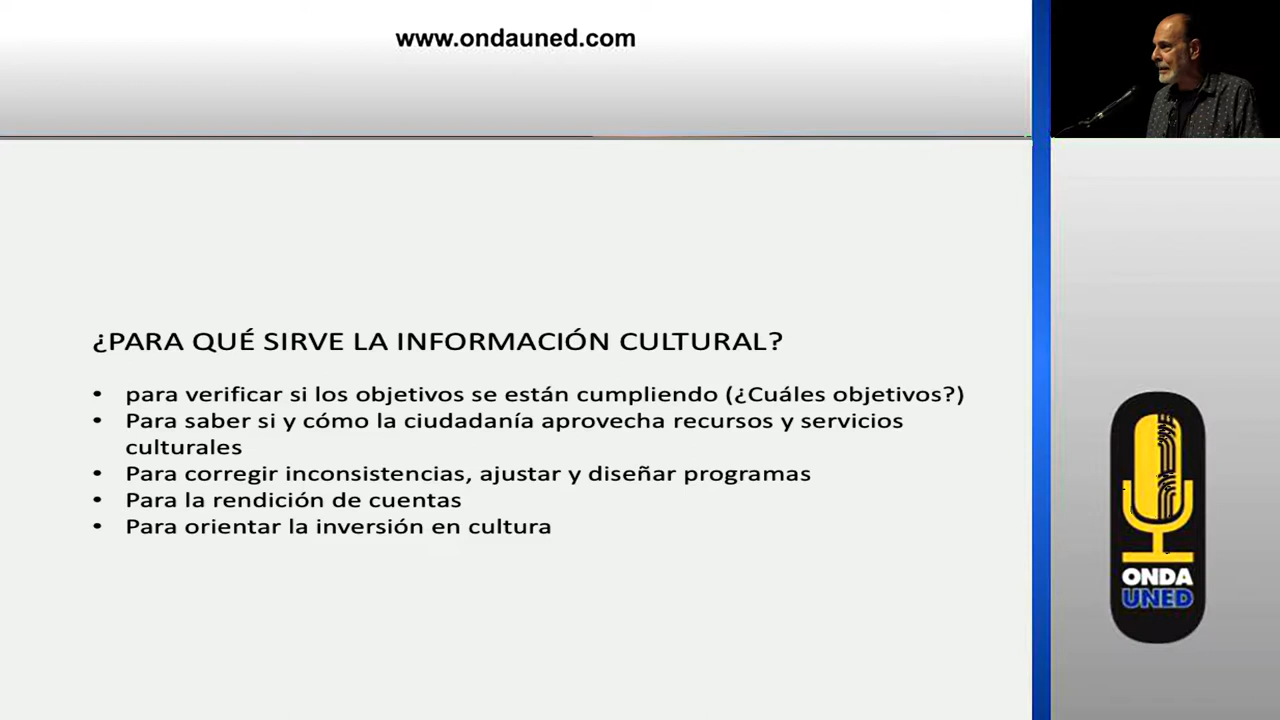 www.ondauned.com
¿PARA QUÉ SIRVE LA INFORMACIÓN CULTURAL?
• para verificar si los objetivos se están cumpliendo (¿Cuáles objetivos?)
• Para saber si y cómo la ciudadanía aprovecha recursos y servicios
culturales
• Para corregir inconsistencias, ajustar y diseñar programas
• Para la rendición de cuentas
• Para orientar la inversión en cultura
ONDA
UNED